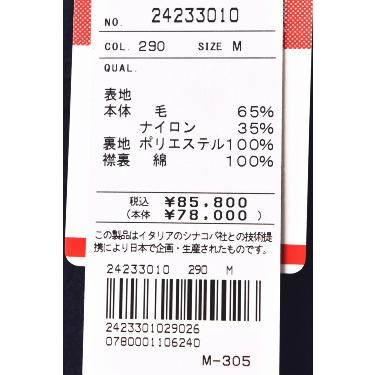 NO. 24233010
COL. 290 SIZE M
QUAL.
表地
本体 毛 65%
ナイロン 35%
裏地 ポリエステル100%
襟裏 綿 100%
税込 ¥85,800
(本体 ¥78,000)
この製品はイタリアのシナコバ社との技術提
携により日本で企画・生産されたものです。
24233010 290 M
2423301029026
0780001106240
M-305